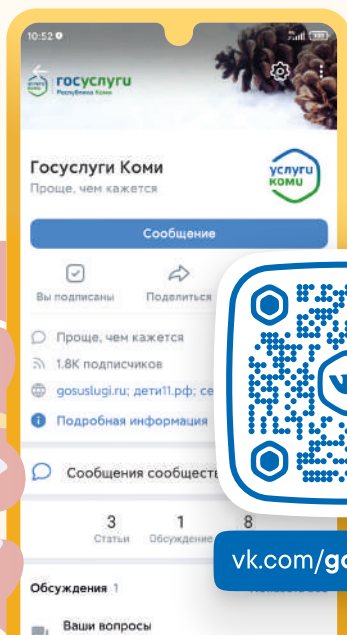 10:52
госуслуги
Республика Коми
Госуслуги Коми
Проще, чем кажется
услуги
коми
Сообщение
Вы подписаны
Поделиться
Проще, чем кажется
1.8K подписчиков
gosuslugi.ru; дети11.рф; се
Подробная информация
Сообщения сообществ
3
1
8
Статьи
Обсуждение
vk.com/go
Обсуждения 1
Ваши вопросы